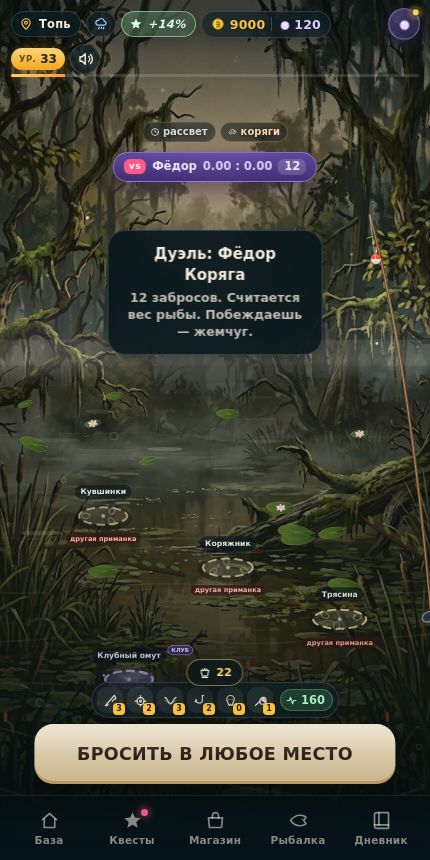 Топь
+14%
9000
120
УР. 33
рассвет
коряги
vs Фёдор 0.00 : 0.00 12
Дуэль: Фёдор
Коряга
12 забросов. Считается
вес рыбы. Побеждаешь
— жемчуг.
Кувшинки
другая приманка
Коряжник
другая приманка
Трясина
другая приманка
Клубный омут
КЛУБ
22
3
2
3
2
0
1
160
БРОСИТЬ В ЛЮБОЕ МЕСТО
База
Квесты
Магазин
Рыбалка
Дневник